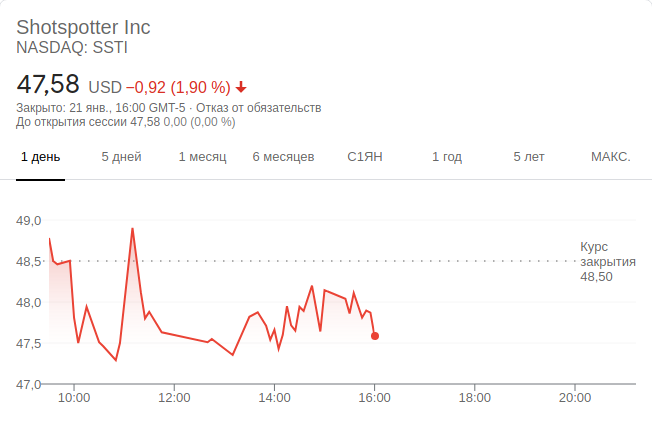 Shotspotter Inc
NASDAQ: SSTI
47,58 USD −0,92 (1,90 %)
Закрыто: 21 янв., 16:00 GMT-5 · Отказ от обязательств
До открытия сессии 47,58 0,00 (0,00 %)
1 день 5 дней 1 месяц 6 месяцев С1ЯН 1 год 5 лет МАКС.
49,0
48,5
48,0
47,5
47,0
Курс
закрытия
48,50
10:00 12:00 14:00 16:00 18:00 20:00